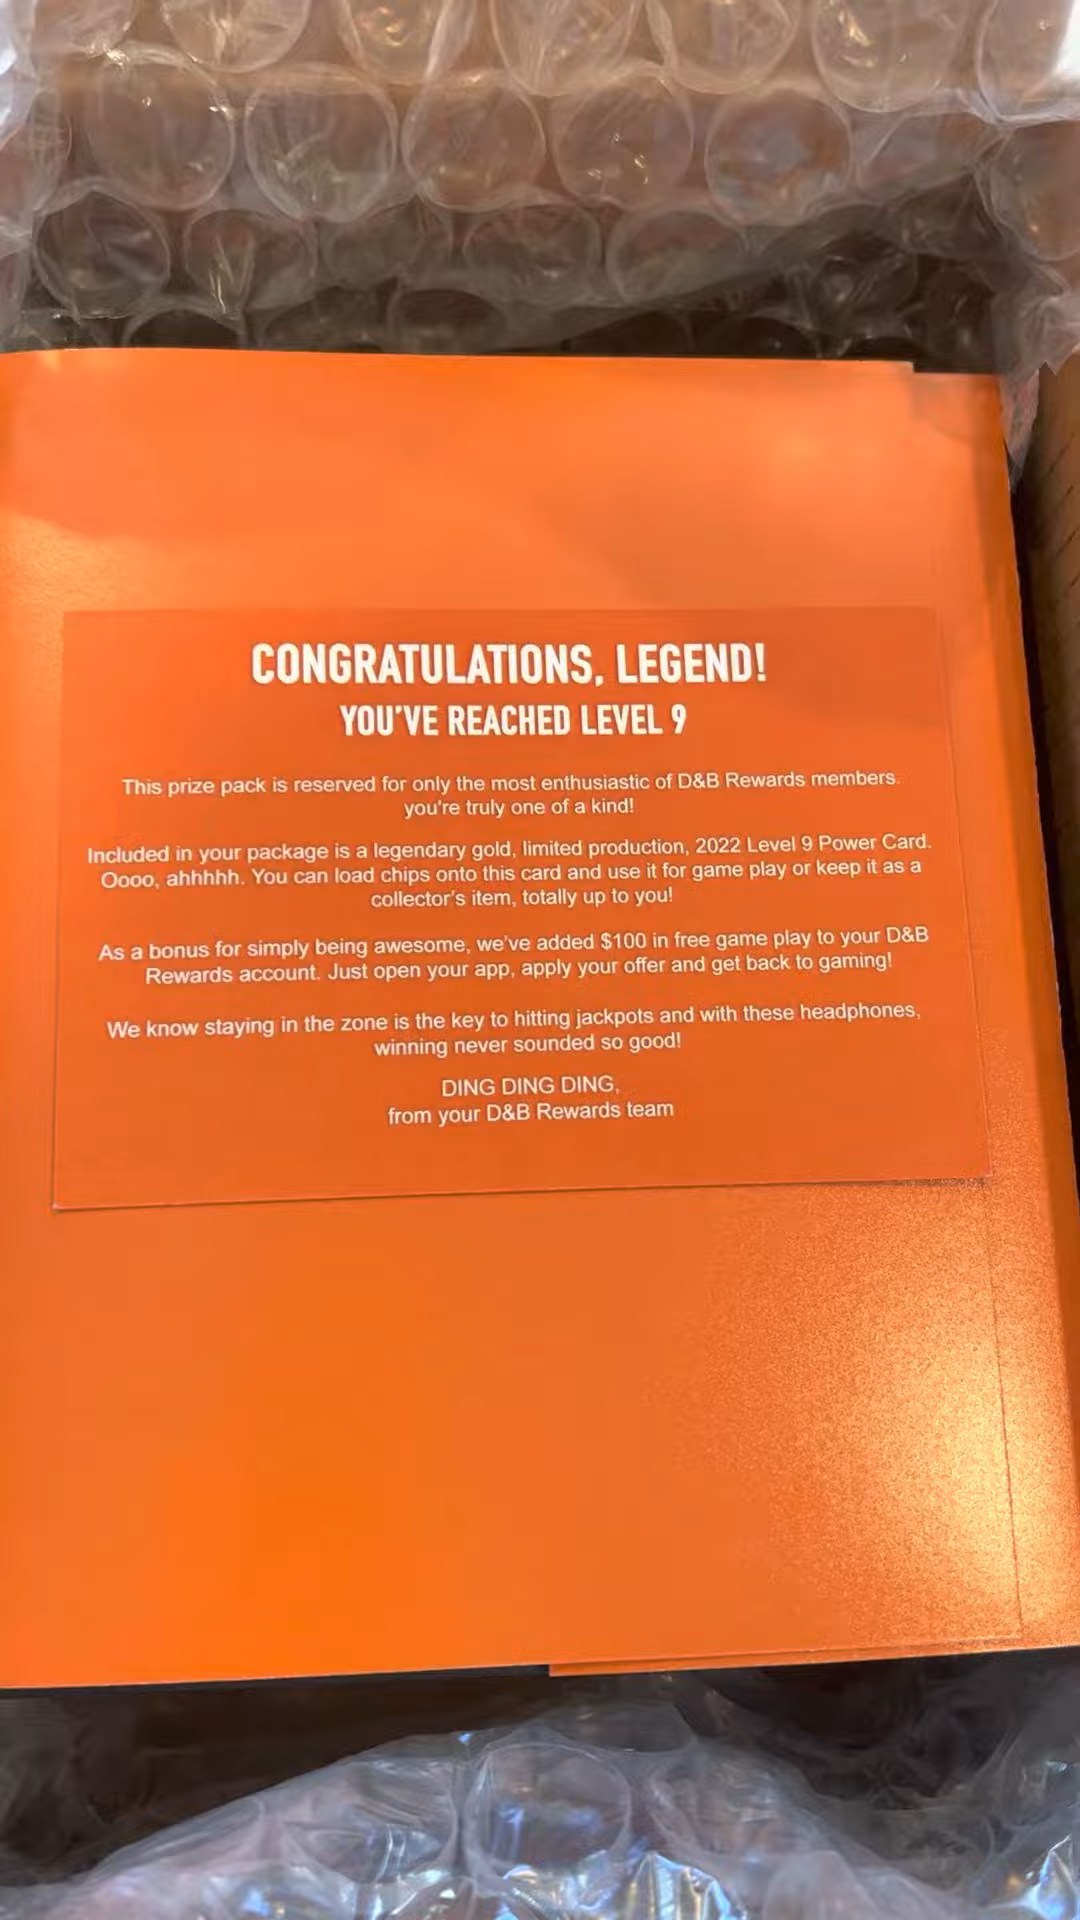 CONGRATULATIONS, LEGEND!
YOU'VE REACHED LEVEL 9
This prize pack is reserved for only the most enthusiastic of D&B Rewards members.
you're truly one of a kind!
Included in your package is a legendary gold, limited production, 2022 Level 9 Power Card.
Oooo, ahhhhh. You can load chips onto this card and use it for game play or keep it as a
collector's item, totally up to you!
As a bonus for simply being awesome, we've added $100 in free game play to your D&B
Rewards account. Just open your app, apply your offer and get back to gaming!
We know staying in the zone is the key to hitting jackpots and with these headphones,
winning never sounded so good!
DING DING DING,
from your D&B Rewards team